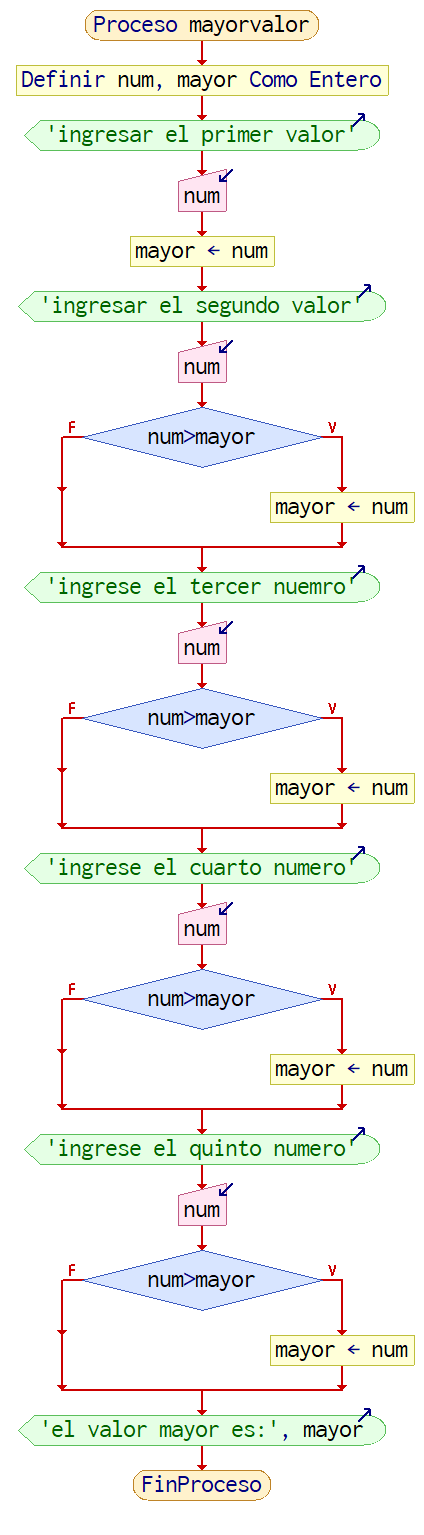 Proceso mayorvalor
Definir num, mayor Como Entero
'ingresar el primer valor'
num
mayor ← num
'ingresar el segundo valor'
num
F
num>mayor
V
mayor ← num
'ingrese el tercer nuemro'
num
F
num>mayor
V
mayor ← num
'ingrese el cuarto numero'
num
F
num>mayor
V
mayor ← num
'ingrese el quinto numero'
num
F
num>mayor
V
mayor ← num
'el valor mayor es:', mayor
FinProceso